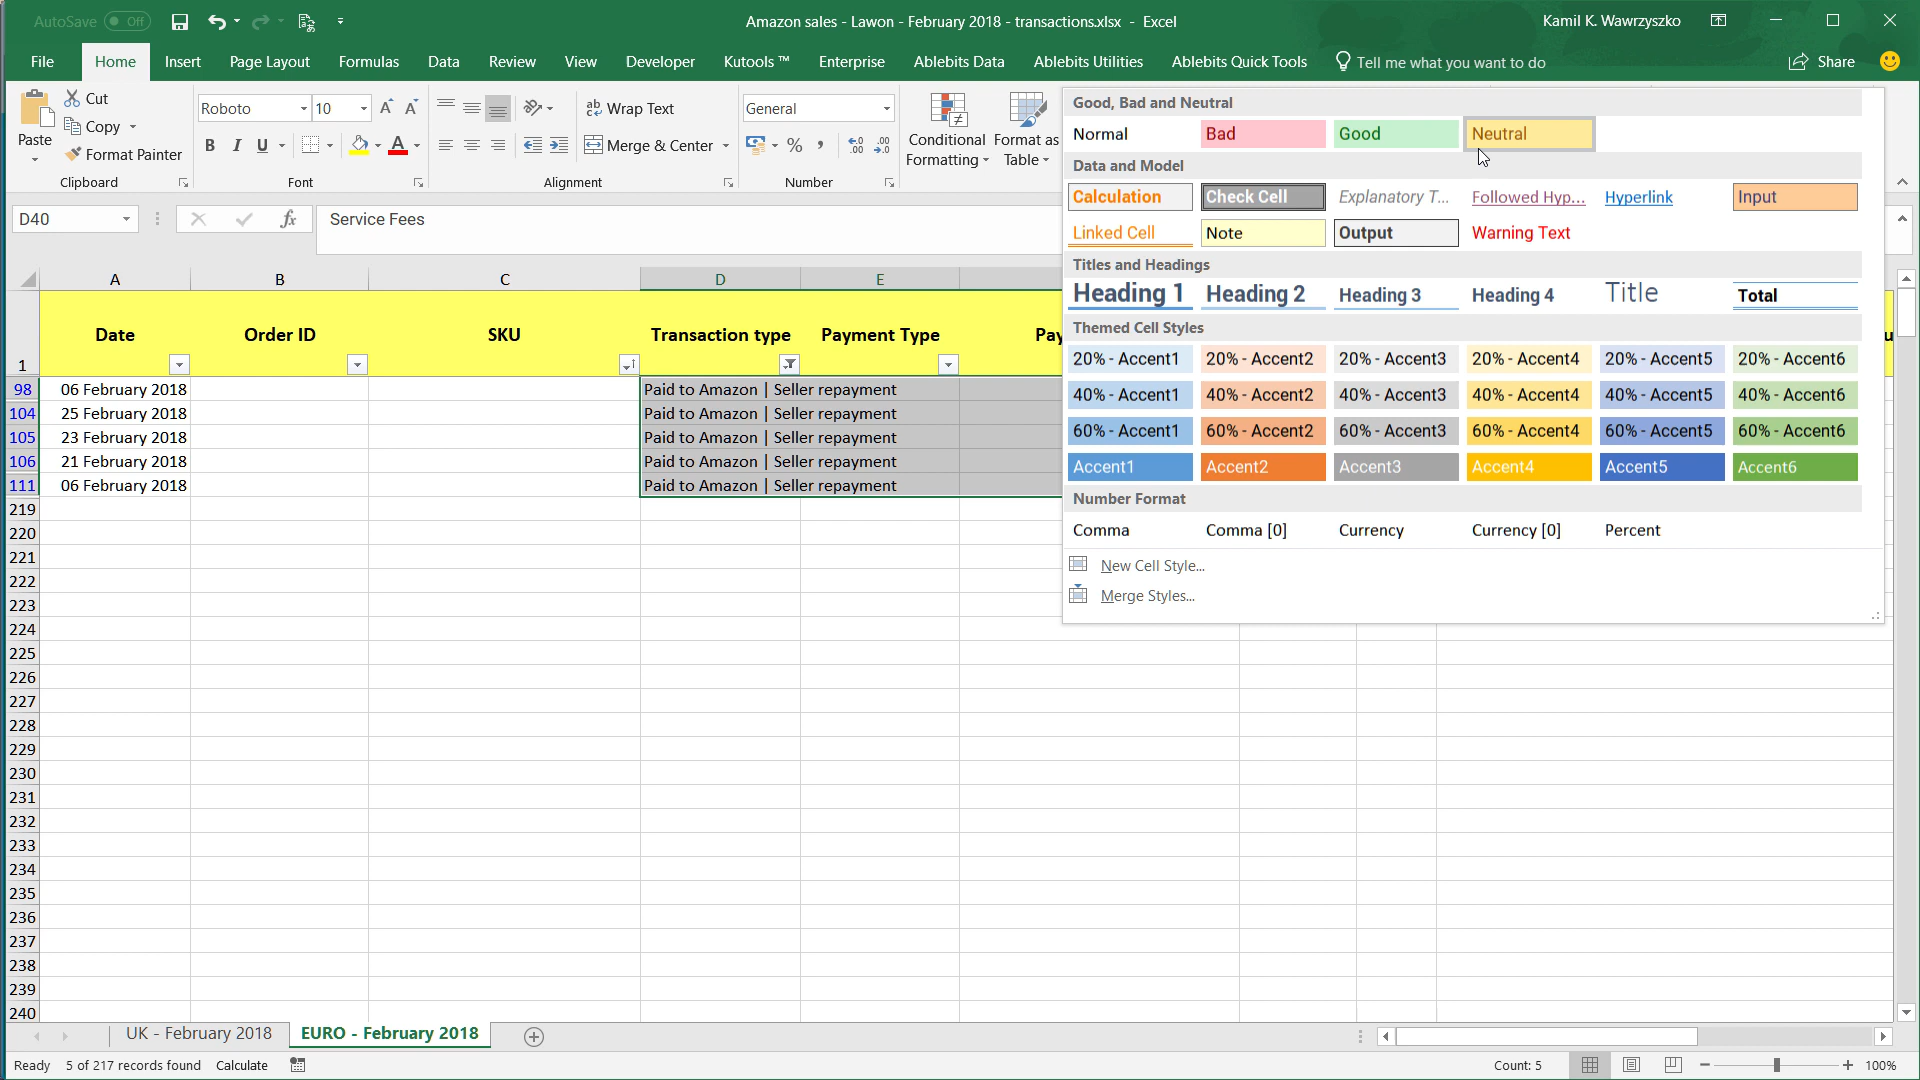 AutoSave Off
Amazon sales - Lawon - February 2018 - transactions.xlsx - Excel
Kamil K. Wawrzyszko
File Home Insert Page Layout Formulas Data Review View Developer Kutools ™ Enterprise Ablebits Data Ablebits Utilities Ablebits Quick Tools Tell me what you want to do Share
Paste
Cut
Copy
Format Painter
Clipboard
Roboto 10
B I U
Font
Wrap Text
Merge & Center
Alignment
General
Number
Conditional Formatting
Format as Table
Good, Bad and Neutral
Normal Bad Good Neutral
Data and Model
Calculation Check Cell Explanatory T... Followed Hyp... Hyperlink Input
Linked Cell Note Output Warning Text
Titles and Headings
Heading 1 Heading 2 Heading 3 Heading 4 Title Total
Themed Cell Styles
20% - Accent1 20% - Accent2 20% - Accent3 20% - Accent4 20% - Accent5 20% - Accent6
40% - Accent1 40% - Accent2 40% - Accent3 40% - Accent4 40% - Accent5 40% - Accent6
60% - Accent1 60% - Accent2 60% - Accent3 60% - Accent4 60% - Accent5 60% - Accent6
Accent1 Accent2 Accent3 Accent4 Accent5 Accent6
Number Format
Comma Comma [0] Currency Currency [0] Percent
New Cell Style...
Merge Styles...
D40 fx Service Fees
A B C D E
1 Date Order ID SKU Transaction type Payment Type Pay
98 06 February 2018 Paid to Amazon | Seller repayment
104 25 February 2018 Paid to Amazon | Seller repayment
105 23 February 2018 Paid to Amazon | Seller repayment
106 21 February 2018 Paid to Amazon | Seller repayment
111 06 February 2018 Paid to Amazon | Seller repayment
219
220
221
222
223
224
225
226
227
228
229
230
231
232
233
234
235
236
237
238
239
240
UK - February 2018 EURO - February 2018
Ready 5 of 217 records found Calculate Count: 5 100%